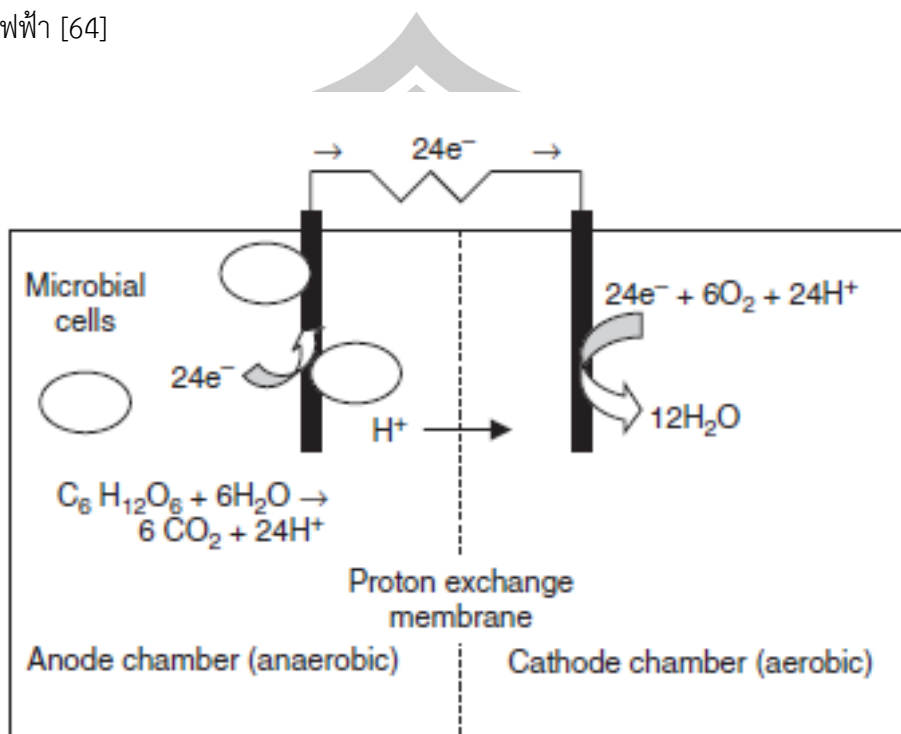 ฟฟ้า [64]
→ 24e⁻ →
Microbial
cells
24e⁻ + 6O₂ + 24H⁺
24e⁻
H⁺
12H₂O
C₆ H₁₂O₆ + 6H₂O →
6 CO₂ + 24H⁺
Proton exchange
membrane
Anode chamber (anaerobic)
Cathode chamber (aerobic)